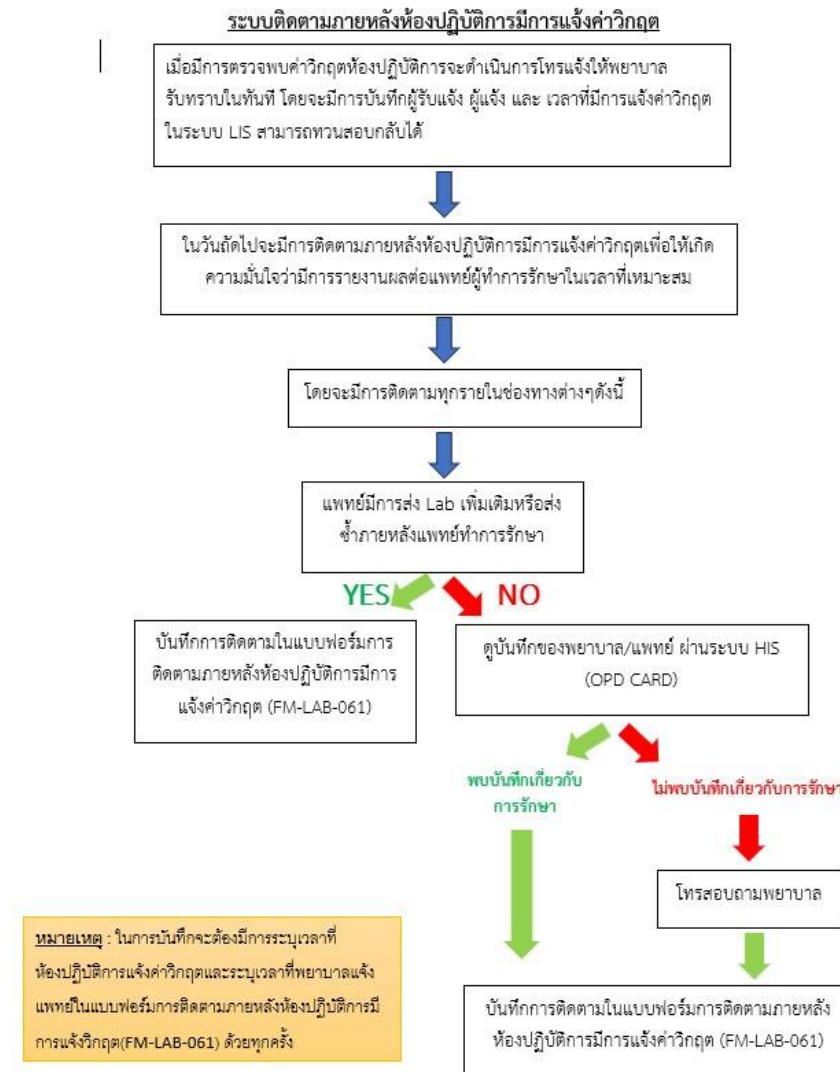 ระบบติดตามภายหลังห้องปฏิบัติการมีการแจ้งค่าวิกฤต
เมื่อมีการตรวจพบค่าวิกฤตห้องปฏิบัติการจะดำเนินการโทรแจ้งให้พยาบาล
รับทราบในทันที โดยจะมีการบันทึกผู้รับแจ้ง ผู้แจ้ง และ เวลาที่มีการแจ้งค่าวิกฤต
ในระบบ LIS สามารถทวนสอบกลับได้
ในวันถัดไปจะมีการติดตามภายหลังห้องปฏิบัติการมีการแจ้งค่าวิกฤตเพื่อให้เกิด
ความมั่นใจว่ามีการรายงานผลต่อแพทย์ผู้ทำการรักษาในเวลาที่เหมาะสม
โดยจะมีการติดตามทุกรายในช่องทางต่างๆดังนี้
แพทย์มีการส่ง Lab เพิ่มเติมหรือส่ง
ซ้ำภายหลังแพทย์ทำการรักษา
YES
NO
บันทึกการติดตามในแบบฟอร์มการ
ติดตามภายหลังห้องปฏิบัติการมีการ
แจ้งค่าวิกฤต (FM-LAB-061)
ดูบันทึกของพยาบาล/แพทย์ ผ่านระบบ HIS
(OPD CARD)
พบบันทึกเกี่ยวกับ
การรักษา
ไม่พบบันทึกเกี่ยวกับการรักษา
โทรสอบถามพยาบาล
บันทึกการติดตามในแบบฟอร์มการติดตามภายหลัง
ห้องปฏิบัติการมีการแจ้งค่าวิกฤต (FM-LAB-061)
หมายเหตุ : ในการบันทึกจะต้องมีการระบุเวลาที่
ห้องปฏิบัติการแจ้งค่าวิกฤตและระบุเวลาที่พยาบาลแจ้ง
แพทย์ในแบบฟอร์มการติดตามภายหลังห้องปฏิบัติการมี
การแจ้งวิกฤต(FM-LAB-061) ด้วยทุกครั้ง